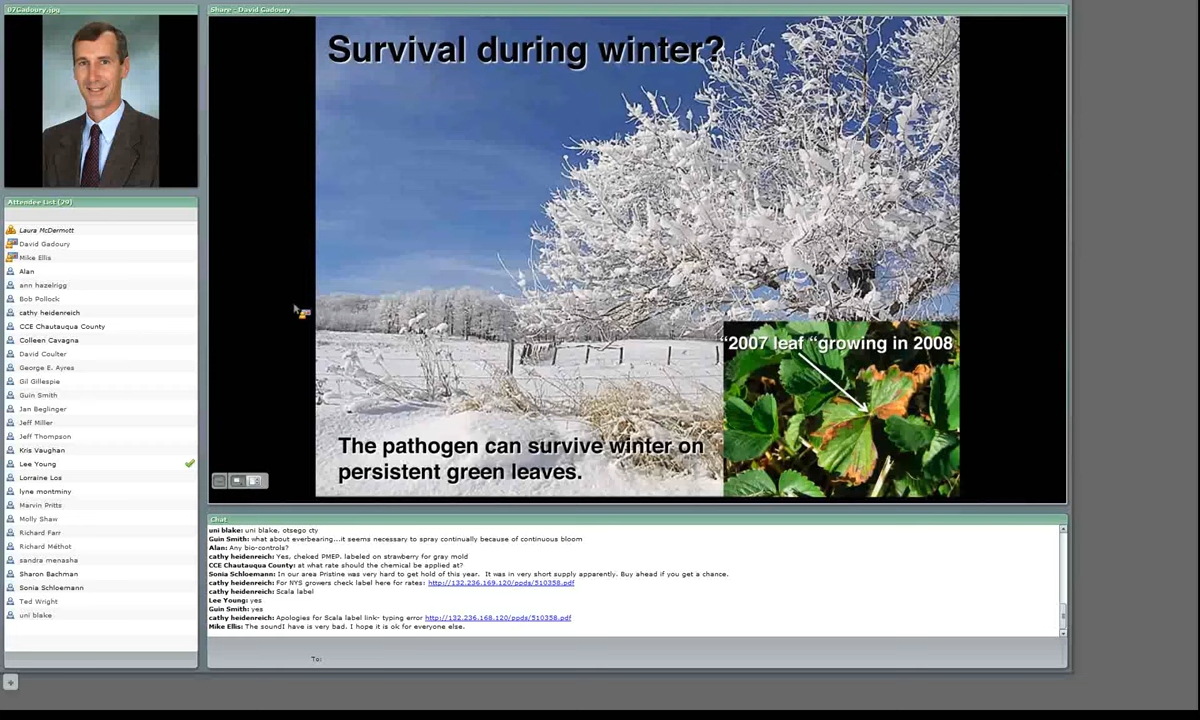 07Gadoury.jpg
Share - David Gadoury
Survival during winter?
"2007 leaf "growing in 2008
The pathogen can survive winter on
persistent green leaves.
Attendee List (29)
Laura McDermott
David Gadoury
Mike Ellis
Alan
ann hazelrigg
Bob Pollock
cathy heidenreich
CCE Chautauqua County
Colleen Cavagna
David Coulter
George E. Ayres
Gil Gillespie
Guin Smith
Jan Beglinger
Jeff Miller
Jeff Thompson
Kris Vaughan
Lee Young
Lorraine Los
lyne montminy
Marvin Pritts
Molly Shaw
Richard Farr
Richard Méthot
sandra menasha
Sharon Bachman
Sonia Schloemann
Ted Wright
uni blake
Chat
uni blake: uni blake, otsego cty
Guin Smith: what about everbearing...it seems necessary to spray continually because of continuous bloom
Alan: Any bio-controls?
cathy heidenreich: Yes, cheked PMEP. labeled on strawberry for gray mold
CCE Chautauqua County: at what rate should the chemical be applied at?
Sonia Schloemann: In our area Pristine was very hard to get hold of this year.  It was in very short supply apparently.  Buy ahead if you get a chance.
cathy heidenreich: For NYS growers check label here for rates: http://132.236.169.120/ppds/510358.pdf
cathy heidenreich: Scala label
Lee Young: yes
Guin Smith: yes
cathy heidenreich: Apologies for Scala label link- typing error http://132.236.168.120/ppds/510358.pdf
Mike Ellis: The soundI have is very bad. I hope it is ok for everyone else.
To: